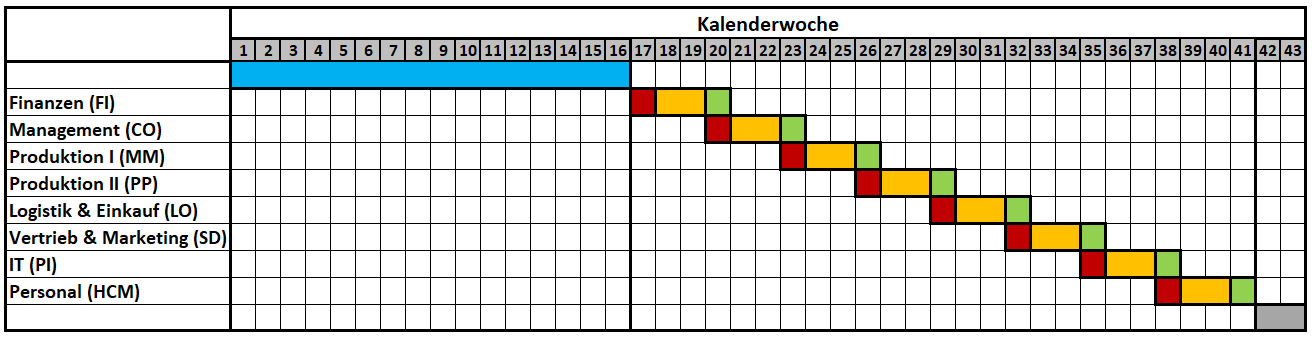 Kalenderwoche
1 2 3 4 5 6 7 8 9 10 11 12 13 14 15 16 17 18 19 20 21 22 23 24 25 26 27 28 29 30 31 32 33 34 35 36 37 38 39 40 41 42 43
Finanzen (FI)
Management (CO)
Produktion I (MM)
Produktion II (PP)
Logistik & Einkauf (LO)
Vertrieb & Marketing (SD)
IT (PI)
Personal (HCM)